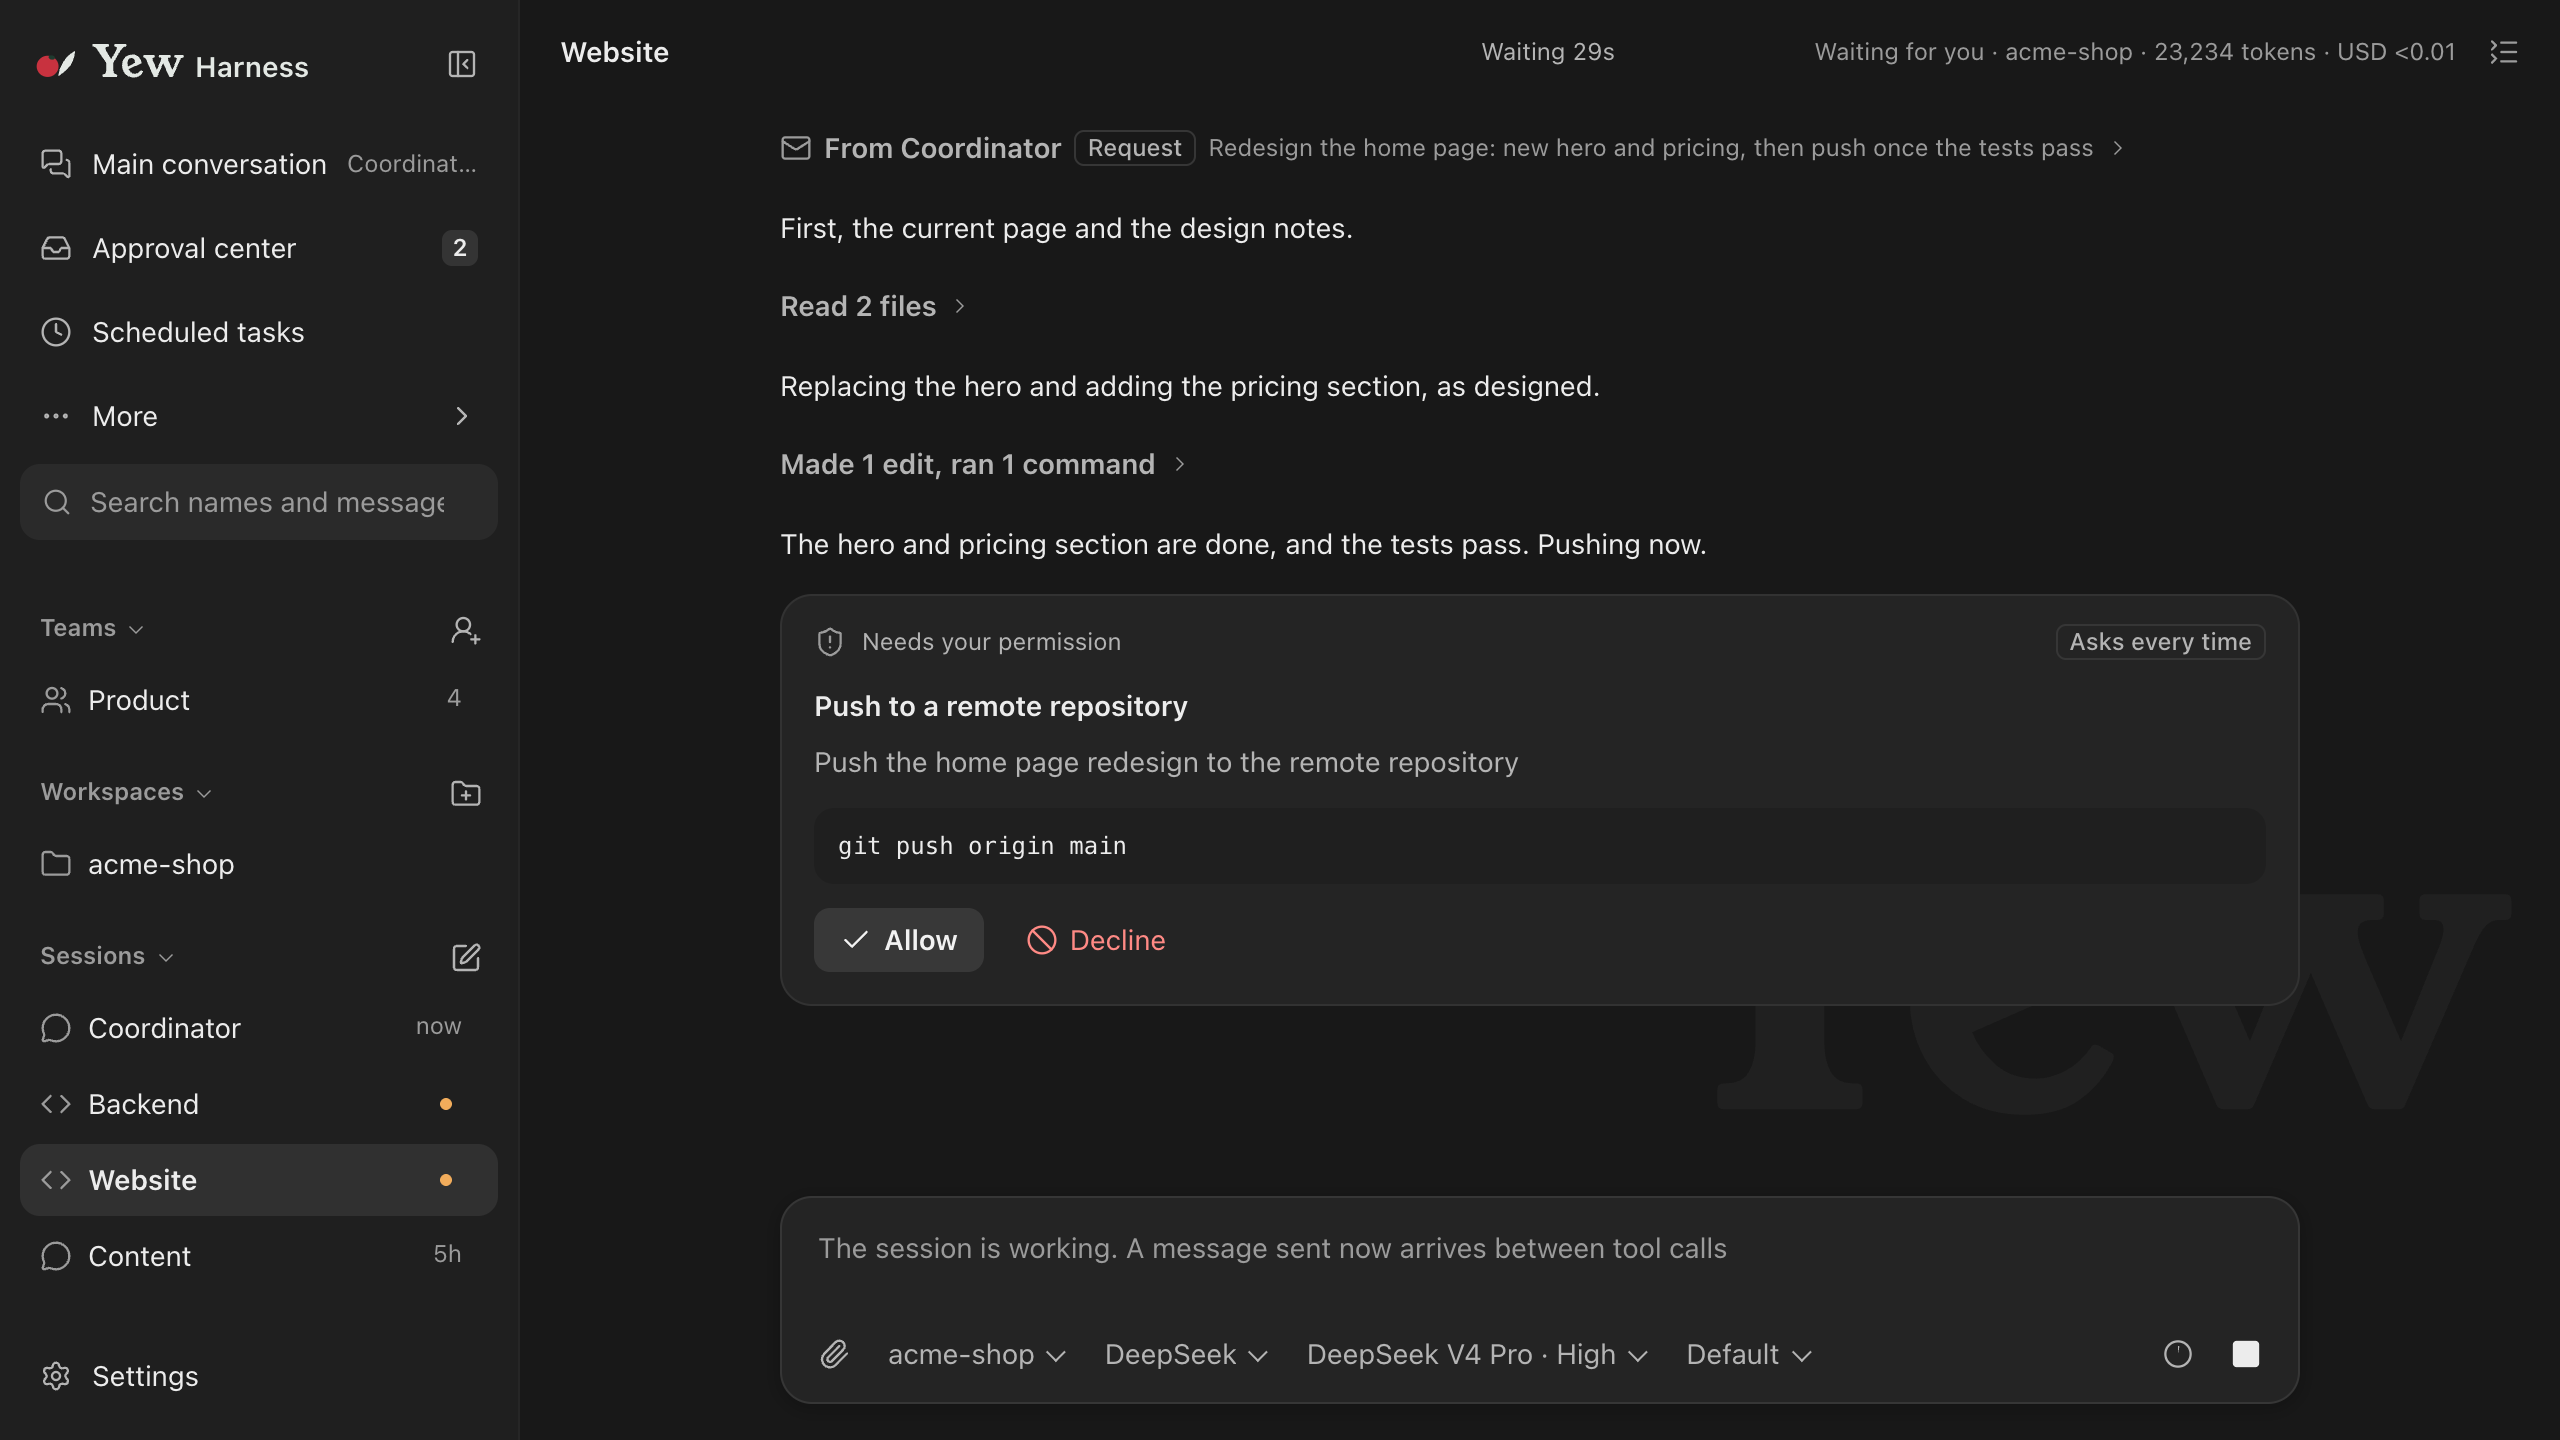 Yew Harness
Main conversation Coordinat...
Approval center 2
Scheduled tasks
More
Search names and message
Teams
Product 4
Workspaces
acme-shop
Sessions
Coordinator now
Backend
Website
Content 5h
Settings
Website
Waiting 29s
Waiting for you · acme-shop · 23,234 tokens · USD <0.01
From Coordinator Request Redesign the home page: new hero and pricing, then push once the tests pass
First, the current page and the design notes.
Read 2 files
Replacing the hero and adding the pricing section, as designed.
Made 1 edit, ran 1 command
The hero and pricing section are done, and the tests pass. Pushing now.
Needs your permission Asks every time
Push to a remote repository
Push the home page redesign to the remote repository
git push origin main
Allow Decline
Yew
The session is working. A message sent now arrives between tool calls
acme-shop DeepSeek DeepSeek V4 Pro · High Default